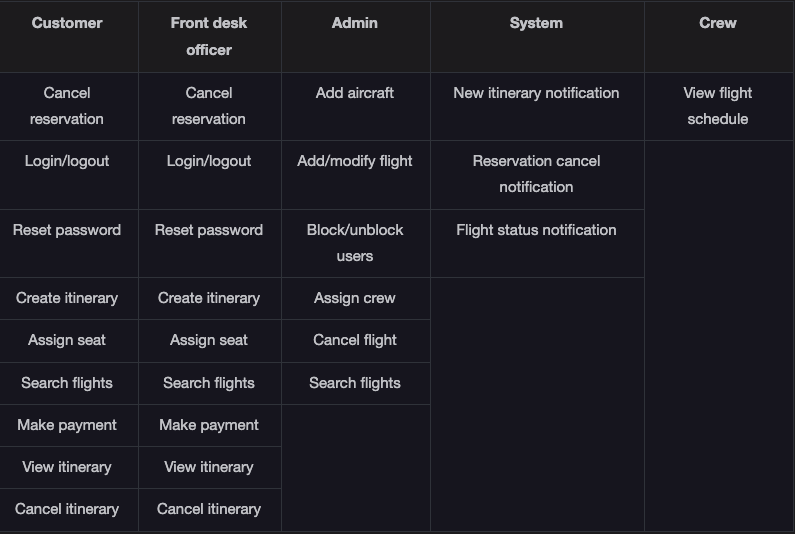 Customer
Front desk
officer
Admin
System
Crew
Cancel
reservation
Cancel
reservation
Add aircraft
New itinerary notification
View flight
schedule
Login/logout
Login/logout
Add/modify flight
Reservation cancel
notification
Reset password
Reset password
Block/unblock
users
Flight status notification
Create itinerary
Create itinerary
Assign crew
Assign seat
Assign seat
Cancel flight
Search flights
Search flights
Search flights
Make payment
Make payment
View itinerary
View itinerary
Cancel itinerary
Cancel itinerary